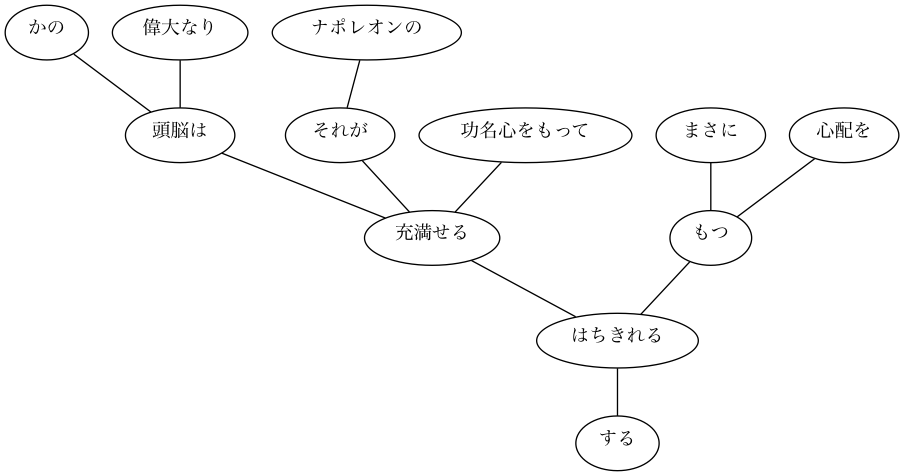 かの
偉大なり
ナポレオンの
頭脳は
それが
功名心をもって
まさに
心配を
充満せる
もつ
はちきれる
する